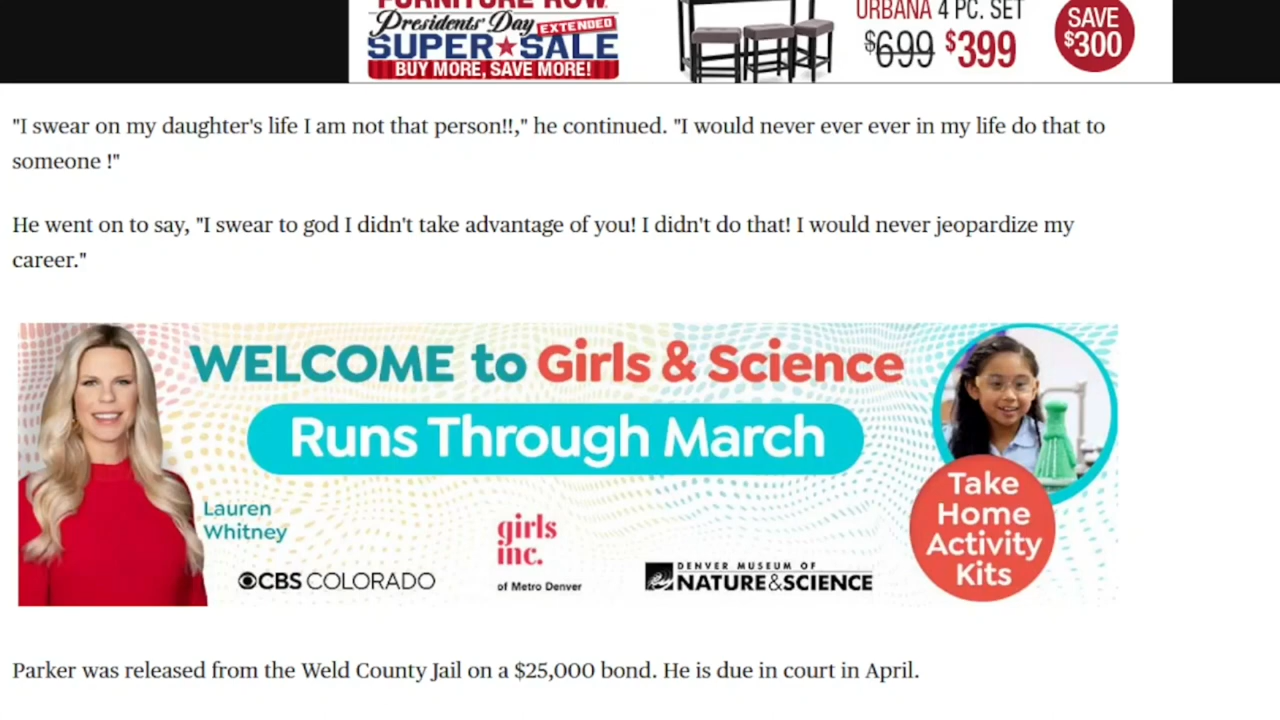 FURNITURE ROW
Presidents' Day EXTENDED
SUPER SALE
BUY MORE, SAVE MORE!
URBANA 4 PC. SET
$699 $399
SAVE
$300
"I swear on my daughter's life I am not that person!!," he continued. "I would never ever ever in my life do that to
someone !"
He went on to say, "I swear to god I didn't take advantage of you! I didn't do that! I would never jeopardize my
career."
WELCOME to Girls & Science
Runs Through March
Lauren
Whitney
CBS COLORADO
girls
inc.
of Metro Denver
DENVER MUSEUM OF
NATURE&SCIENCE
Take
Home
Activity
Kits
Parker was released from the Weld County Jail on a $25,000 bond. He is due in court in April.